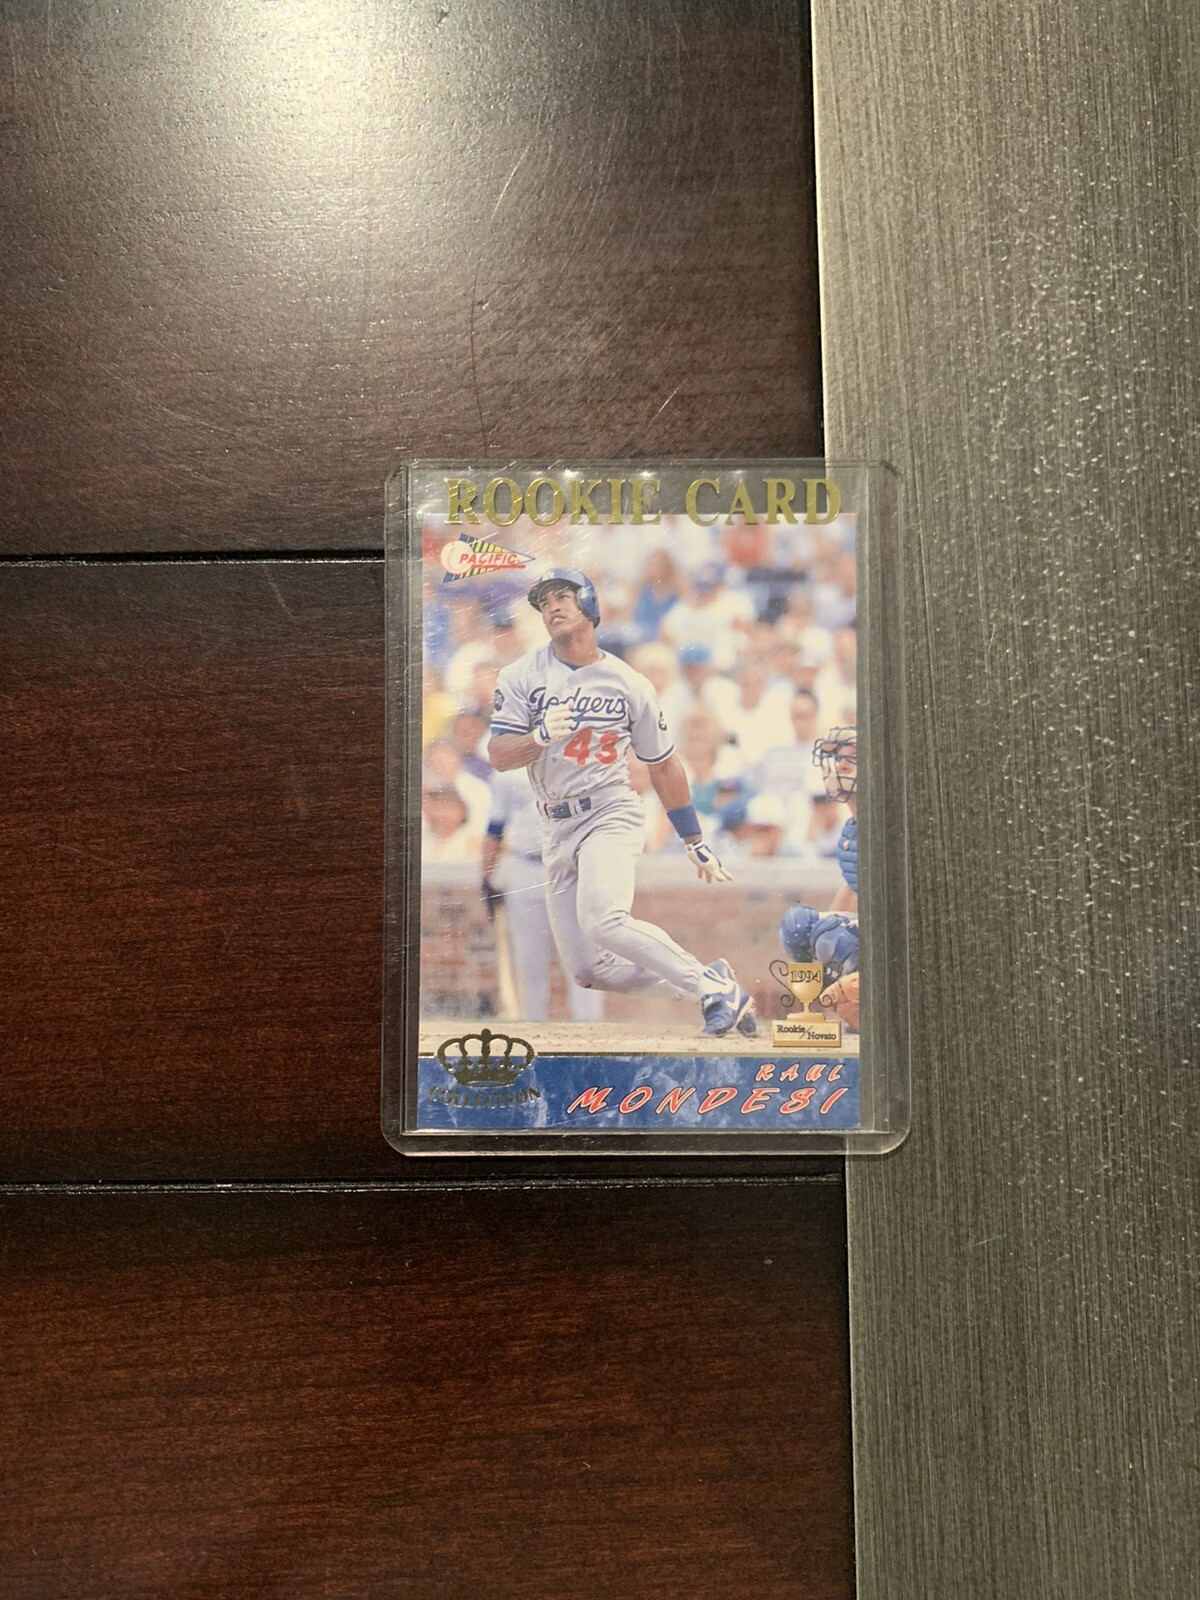 ROOKIE CARD
PACIFIC
Dodgers
43
1994
Rookie/Novato
COLLECTION
RAUL
MONDESI